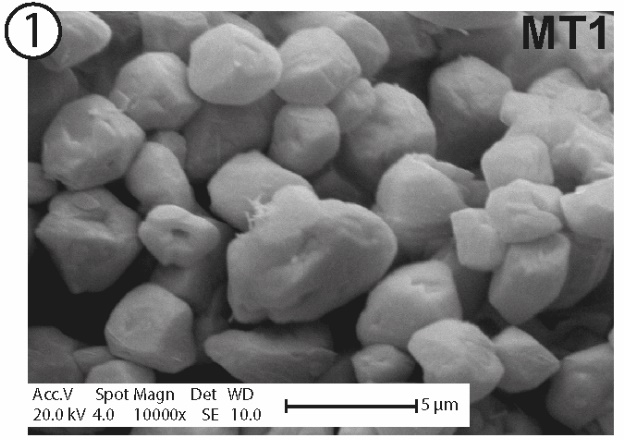 1
MT1
Acc.V Spot Magn Det WD
20.0 kV 4.0 10000x SE 10.0
5 µm